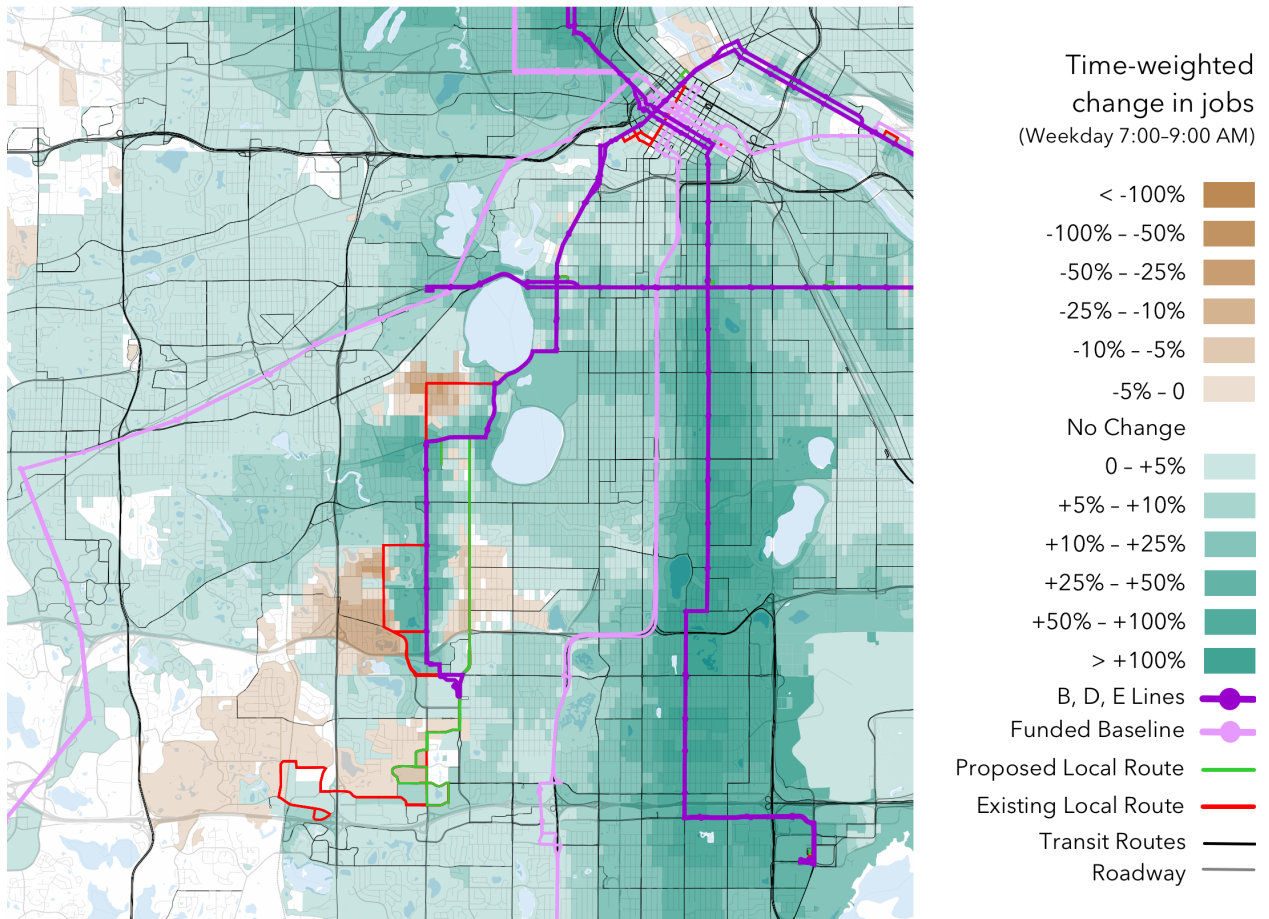 Time-weighted
change in jobs
(Weekday 7:00–9:00 AM)
< -100%
-100% – -50%
-50% – -25%
-25% – -10%
-10% – -5%
-5% – 0
No Change
0 – +5%
+5% – +10%
+10% – +25%
+25% – +50%
+50% – +100%
> +100%
B, D, E Lines
Funded Baseline
Proposed Local Route
Existing Local Route
Transit Routes
Roadway